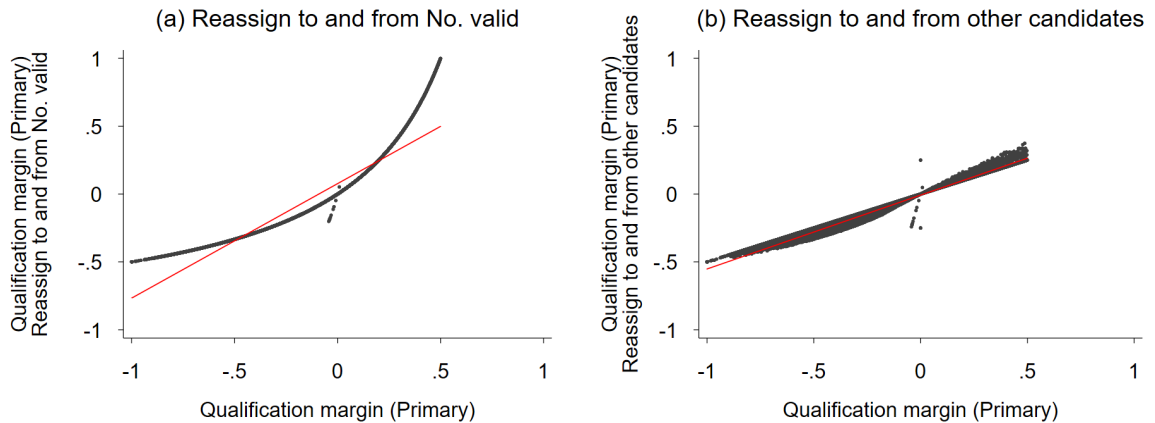 (a) Reassign to and from No. valid
Qualification margin (Primary)
Reassign to and from No. valid
1
.5
0
-.5
-1
-1
-.5
0
.5
1
Qualification margin (Primary)
(b) Reassign to and from other candidates
Qualification margin (Primary)
Reassign to and from other candidates
1
.5
0
-.5
-1
-1
-.5
0
.5
1
Qualification margin (Primary)